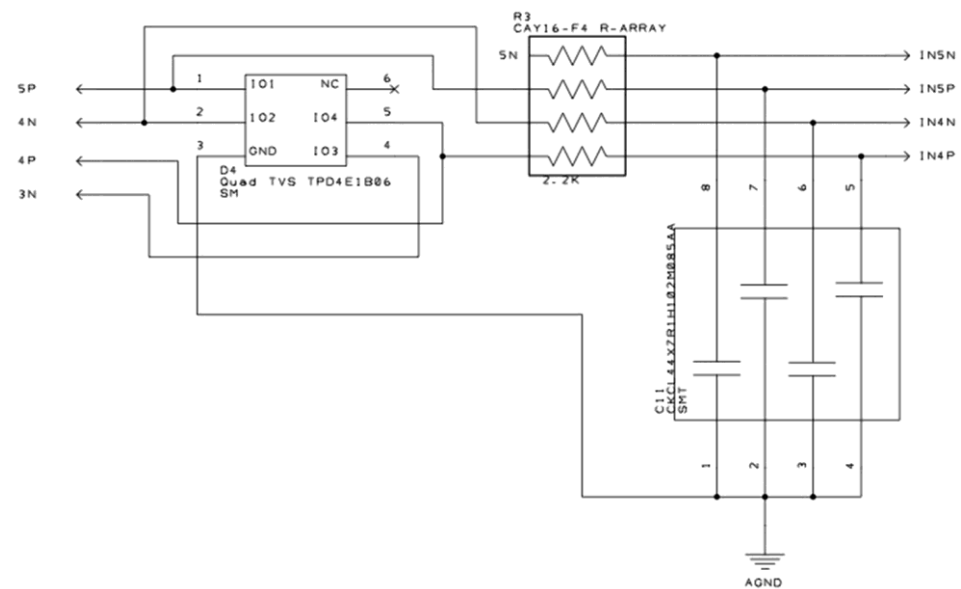 R3
CAY16-F4 R-ARRAY
5N
IN5N
5P
1
IO1
NC
6
IN5P
4N
2
IO2
IO4
5
IN4N
4P
3
GND
IO3
4
IN4P
3N
D4
Quad TVS TPD4E1B06
SM
2.2K
8
7
6
5
C11
CKCL44X7R1H102M085AA
SMT
1
2
3
4
AGND